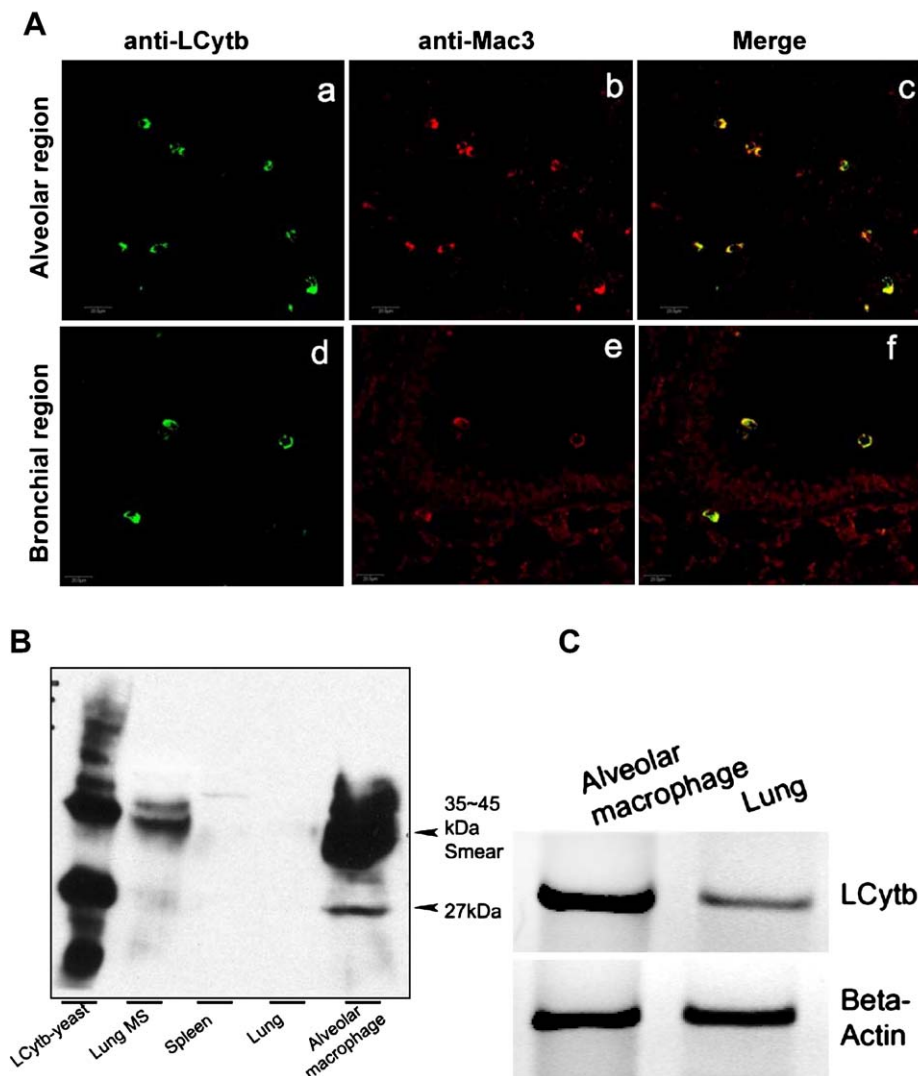 A
anti-LCytb
anti-Mac3
Merge
Alveolar region
a
b
c
Bronchial region
d
e
f
B
35~45
kDa
Smear
27kDa
LCytb-yeast
Lung MS
Spleen
Lung
Alveolar
macrophage
C
Alveolar
macrophage
Lung
LCytb
Beta-
Actin